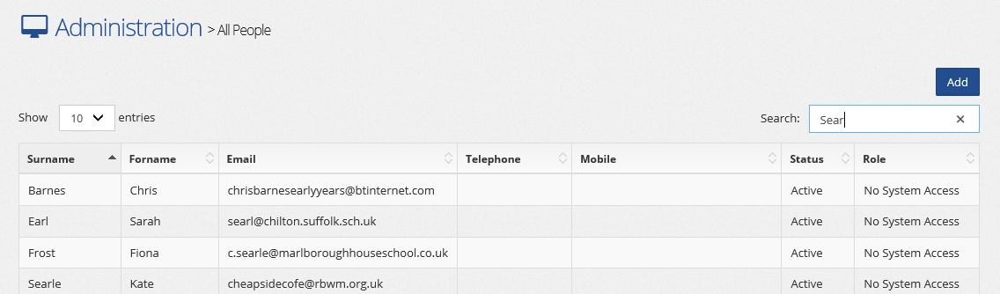 Administration > All People
Add
Show 10 entries Search: Sear
Surname Forname Email Telephone Mobile Status Role
Barnes Chris chrisbarnesearlyyears@btinternet.com Active No System Access
Earl Sarah searl@chilton.suffolk.sch.uk Active No System Access
Frost Fiona c.searle@marlboroughhouseschool.co.uk Active No System Access
Searle Kate cheapsidecofe@rbwm.org.uk Active No System Access